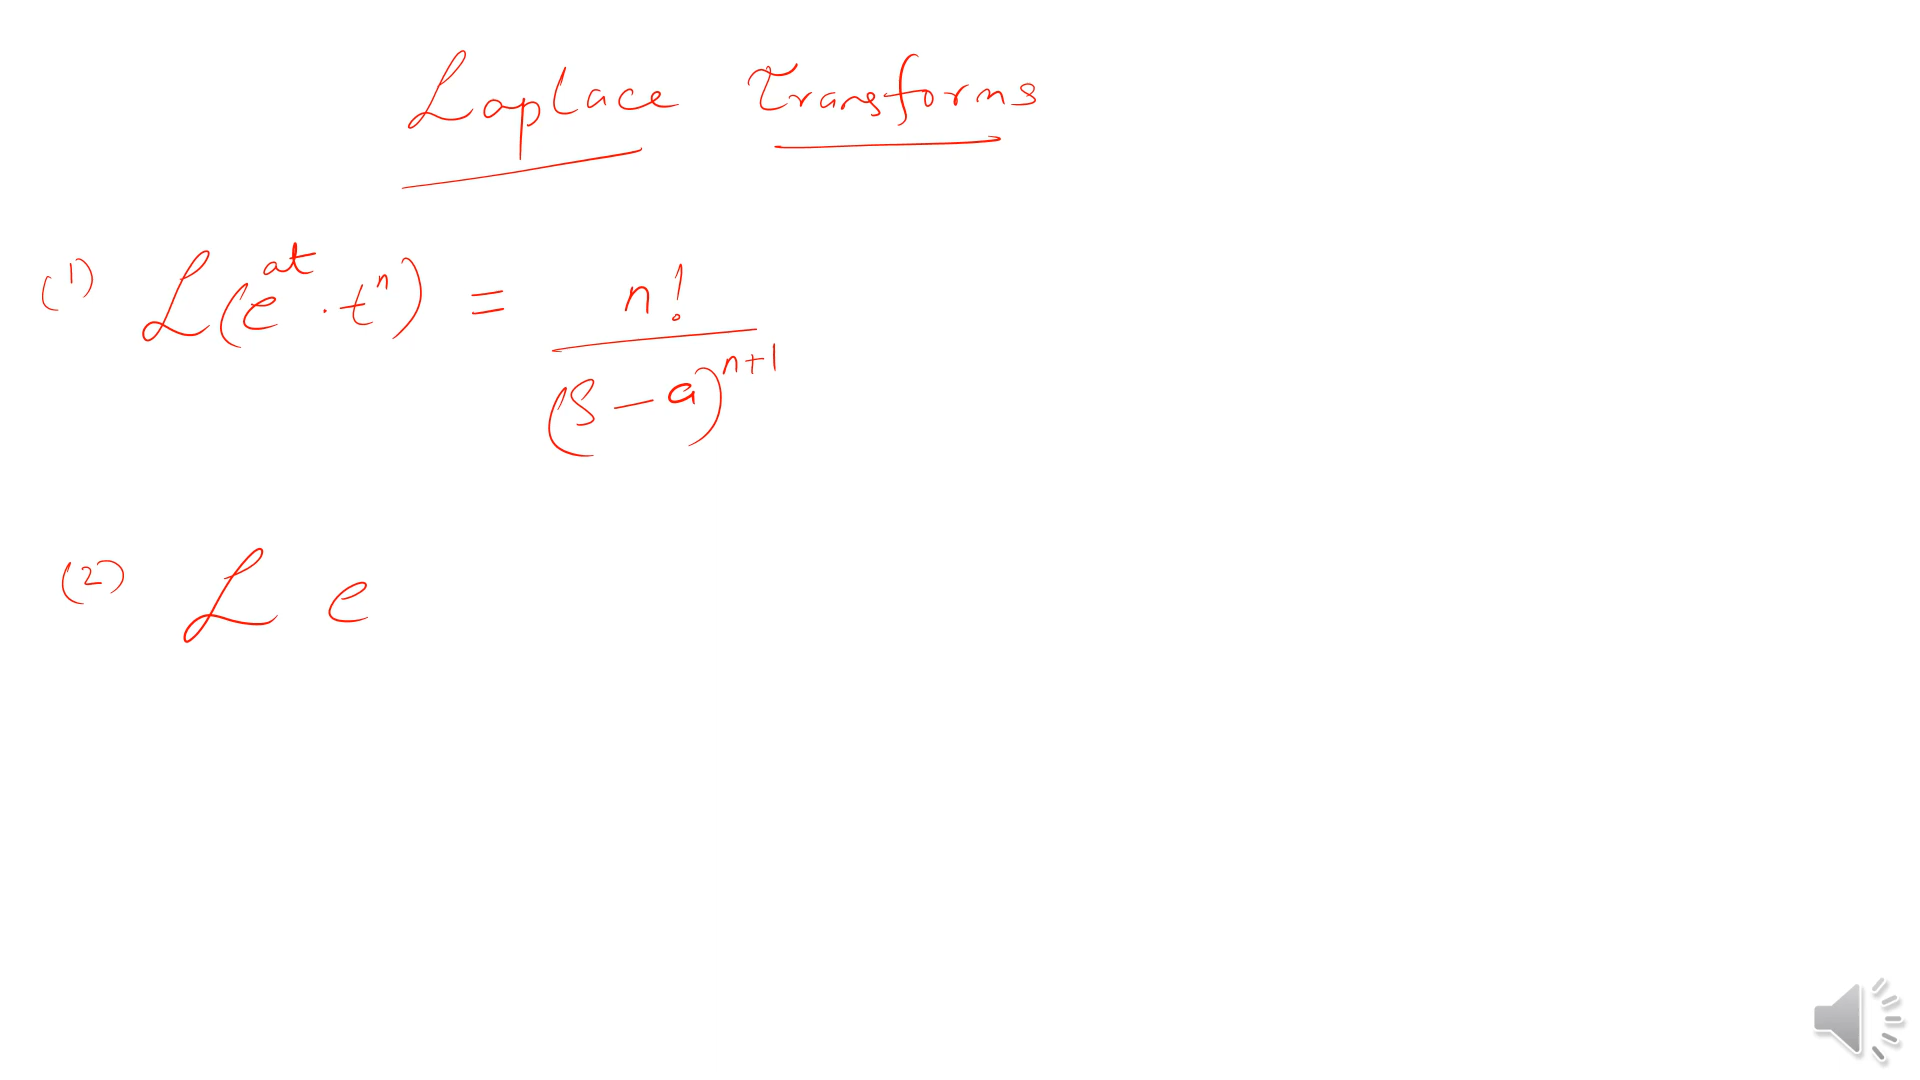 Laplace Transforms
(1) ℒ(e^{at} · t^n) = n! / (s − a)^{n+1}
(2) ℒ e